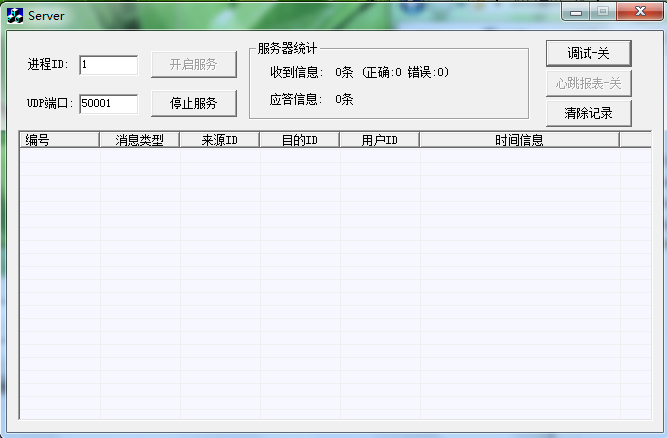 Server
进程ID: 1 开启服务
UDP端口: 50001 停止服务
服务器统计
收到信息: 0条 (正确:0 错误:0)
应答信息: 0条
调试-关
心跳报表-关
清除记录
编号 消息类型 来源ID 目的ID 用户ID 时间信息